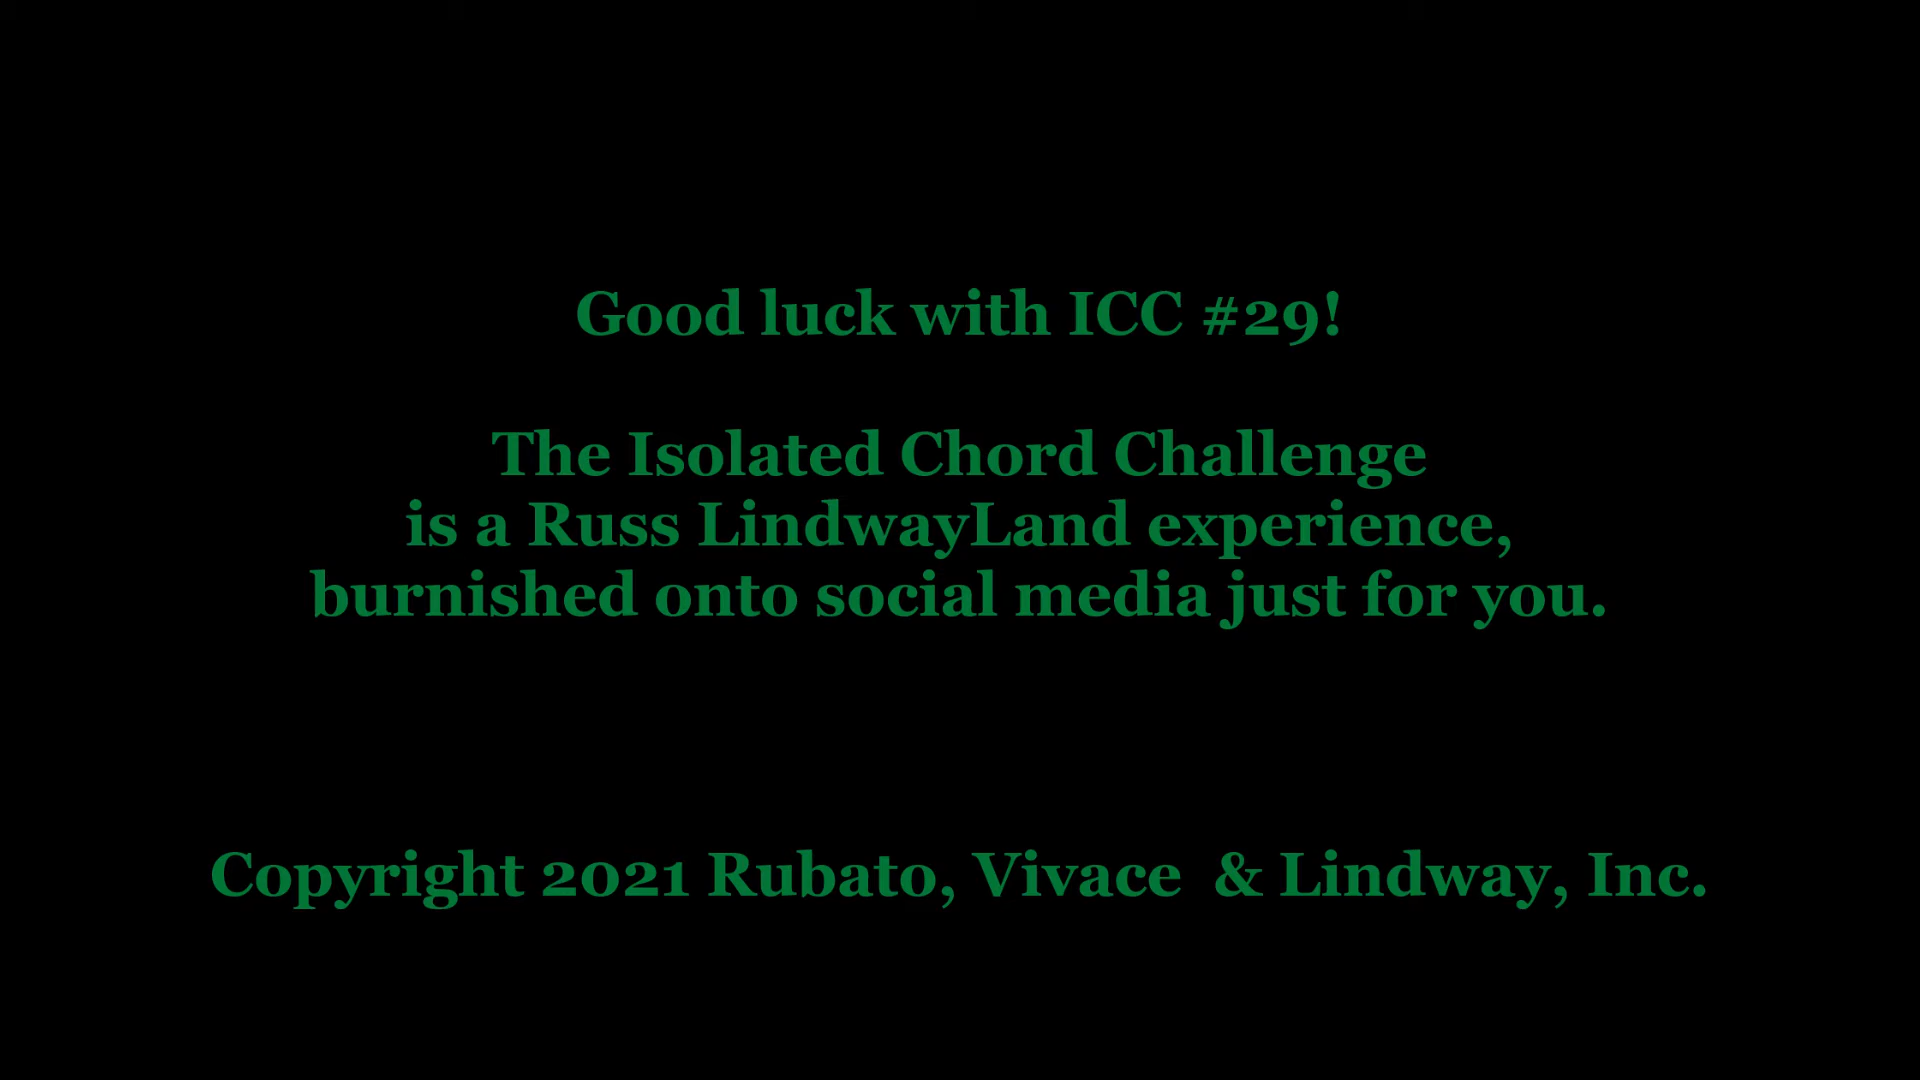 Good luck with ICC #29!
The Isolated Chord Challenge
is a Russ LindwayLand experience,
burnished onto social media just for you.
Copyright 2021 Rubato, Vivace  & Lindway, Inc.